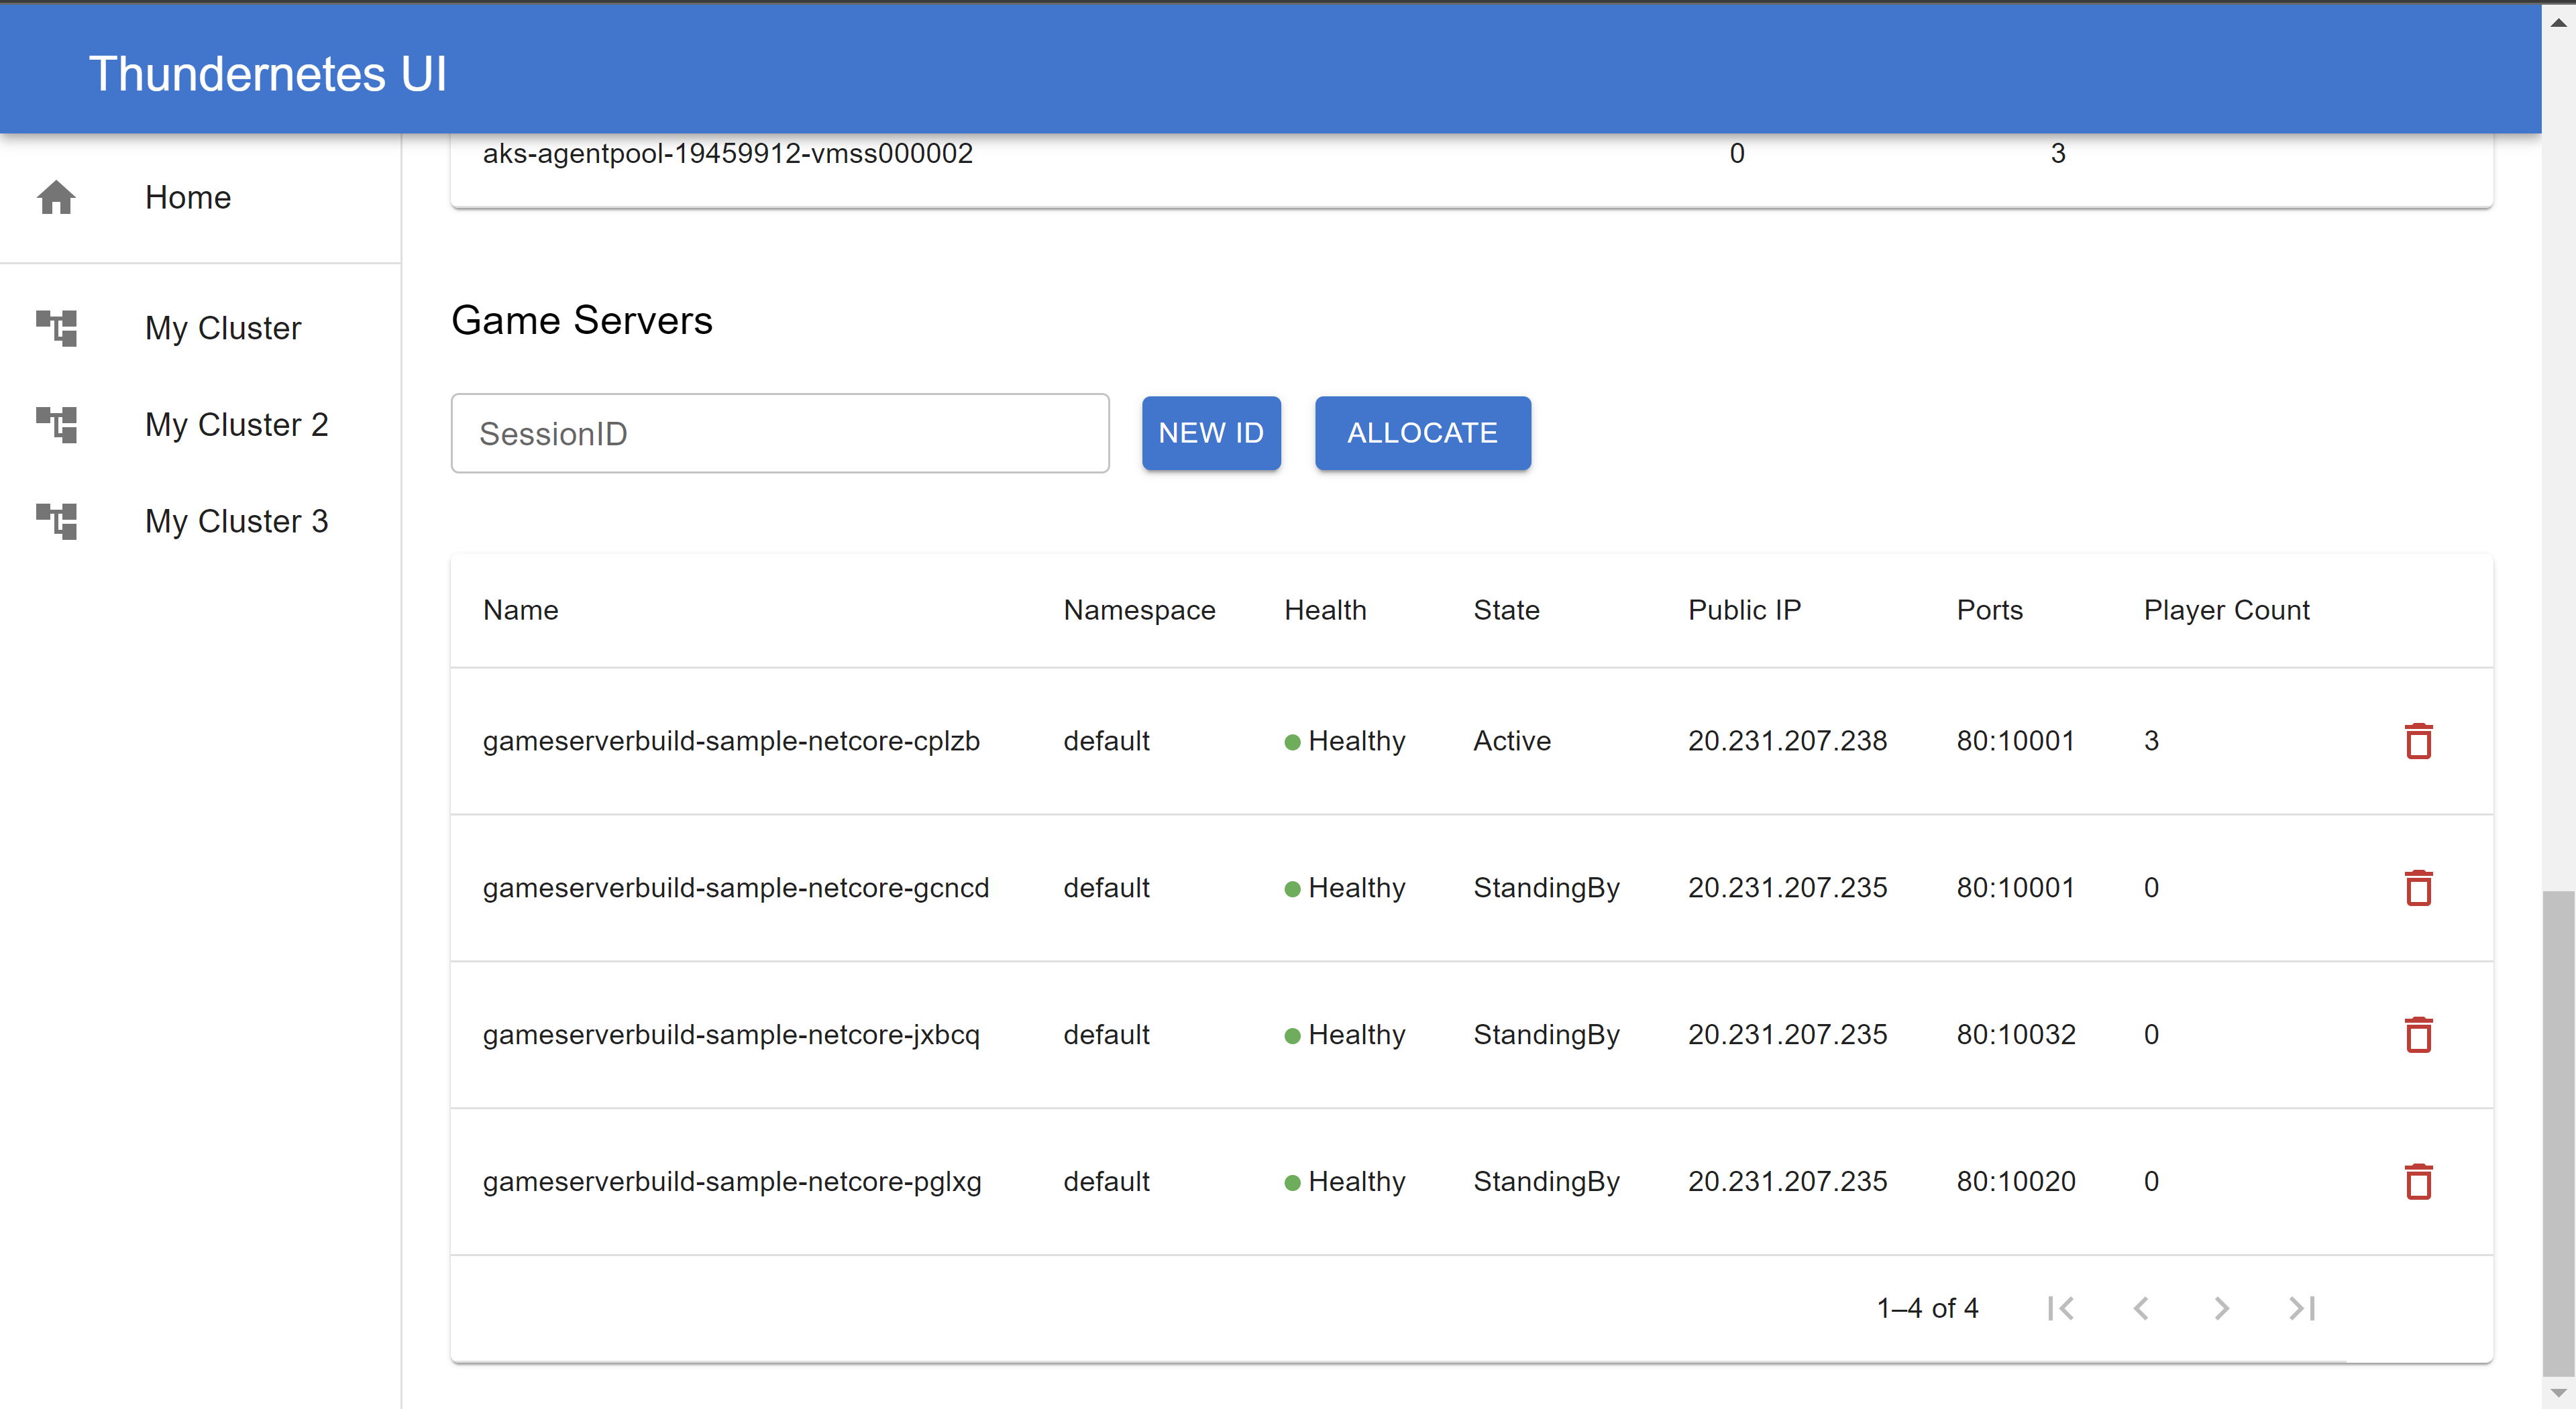 Thundernetes UI
Home
My Cluster
My Cluster 2
My Cluster 3
aks-agentpool-19459912-vmss000002 0 3
Game Servers
SessionID NEW ID ALLOCATE
Name Namespace Health State Public IP Ports Player Count
gameserverbuild-sample-netcore-cplzb default Healthy Active 20.231.207.238 80:10001 3
gameserverbuild-sample-netcore-gcncd default Healthy StandingBy 20.231.207.235 80:10001 0
gameserverbuild-sample-netcore-jxbcq default Healthy StandingBy 20.231.207.235 80:10032 0
gameserverbuild-sample-netcore-pglxg default Healthy StandingBy 20.231.207.235 80:10020 0
1–4 of 4